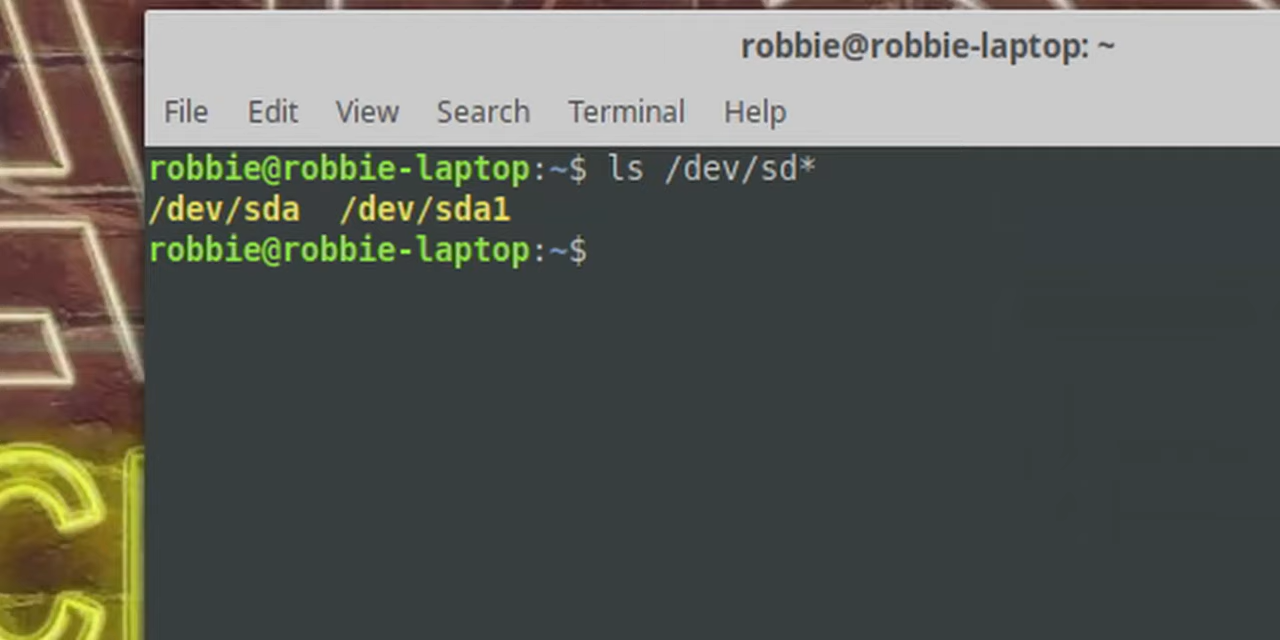 robbie@robbie-laptop: ~
File Edit View Search Terminal Help
robbie@robbie-laptop:~$ ls /dev/sd*
/dev/sda  /dev/sda1
robbie@robbie-laptop:~$